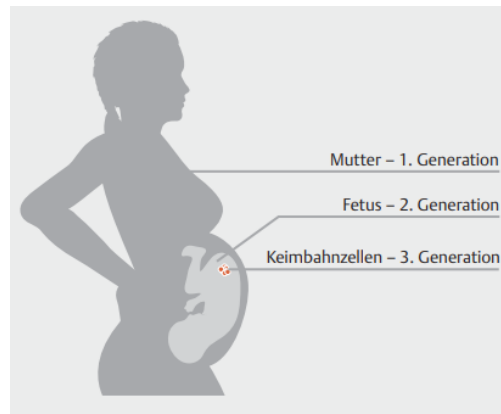 Mutter – 1. Generation
Fetus – 2. Generation
Keimbahnzellen – 3. Generation